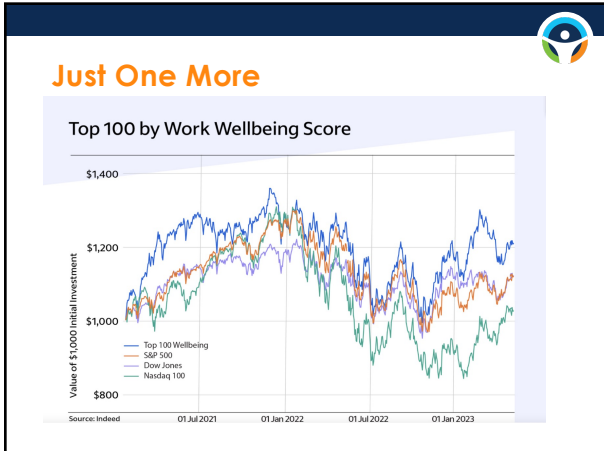 Just One More
Top 100 by Work Wellbeing Score
Value of $1,000 Initial Investment
$1,400
$1,200
$1,000
$800
Top 100 Wellbeing
S&P 500
Dow Jones
Nasdaq 100
Source: Indeed
01 Jul 2021
01 Jan 2022
01 Jul 2022
01 Jan 2023